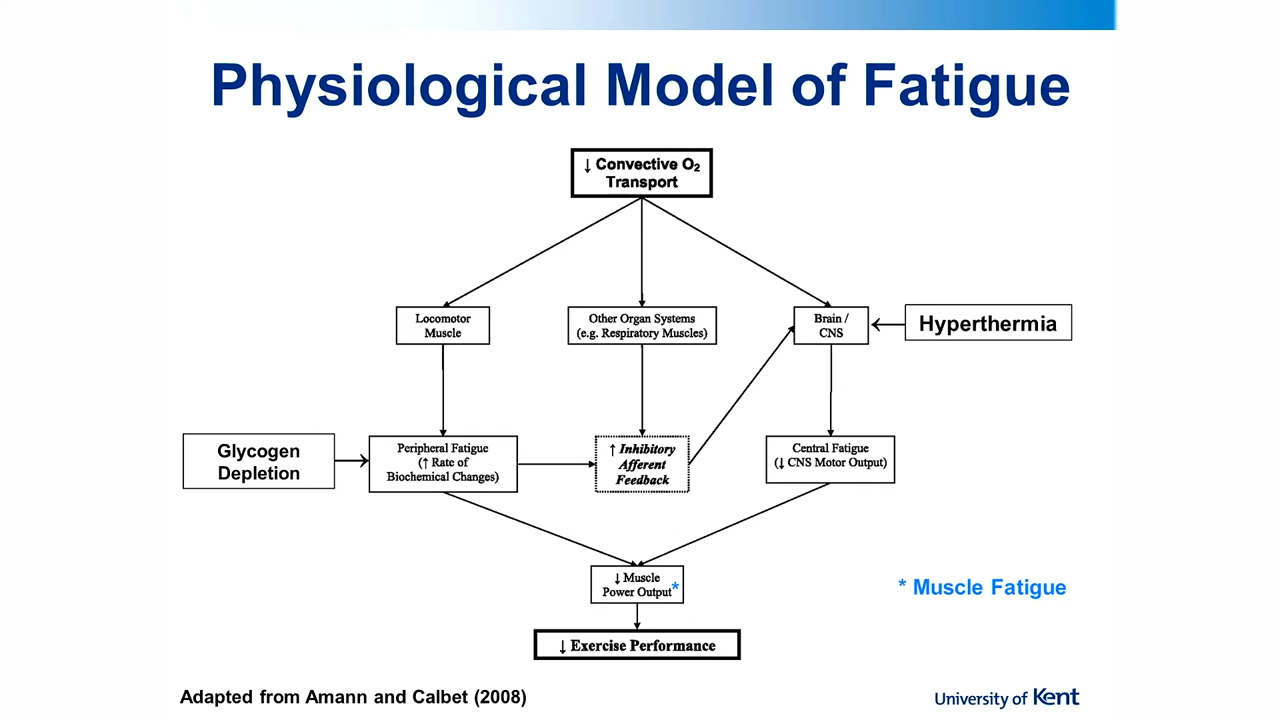 Physiological Model of Fatigue
↓ Convective O₂
Transport
Locomotor
Muscle
Other Organ Systems
(e.g. Respiratory Muscles)
Brain /
CNS
Hyperthermia
Glycogen
Depletion
Peripheral Fatigue
(↑ Rate of
Biochemical Changes)
↑ Inhibitory
Afferent
Feedback
Central Fatigue
(↓ CNS Motor Output)
↓ Muscle
Power Output*
* Muscle Fatigue
↓ Exercise Performance
Adapted from Amann and Calbet (2008)
University of Kent